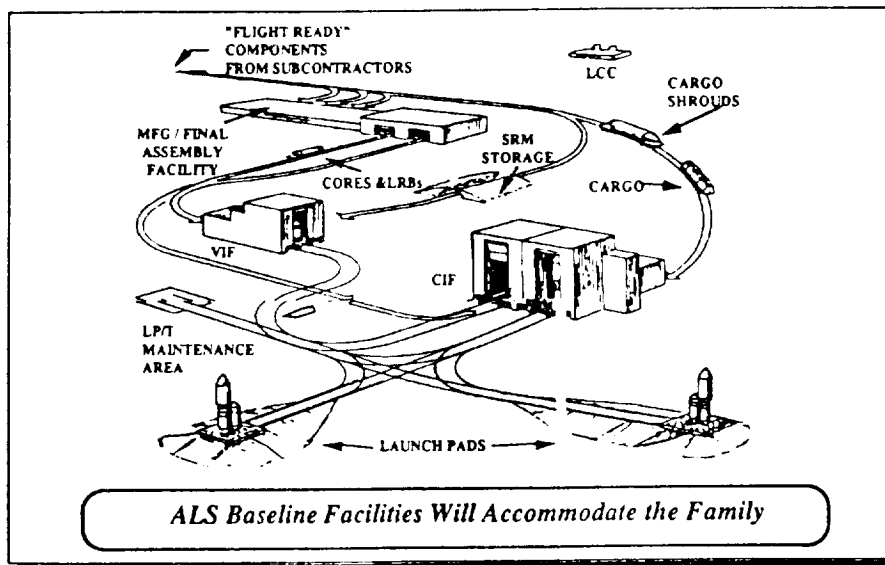 "FLIGHT READY"
COMPONENTS
FROM SUBCONTRACTORS
LCC
CARGO
SHROUDS
MFG / FINAL
ASSEMBLY
FACILITY
SRM
STORAGE
CORES &LRBs
CARGO
VIF
CIF
LP/T
MAINTENANCE
AREA
LAUNCH PADS
ALS Baseline Facilities Will Accommodate the Family